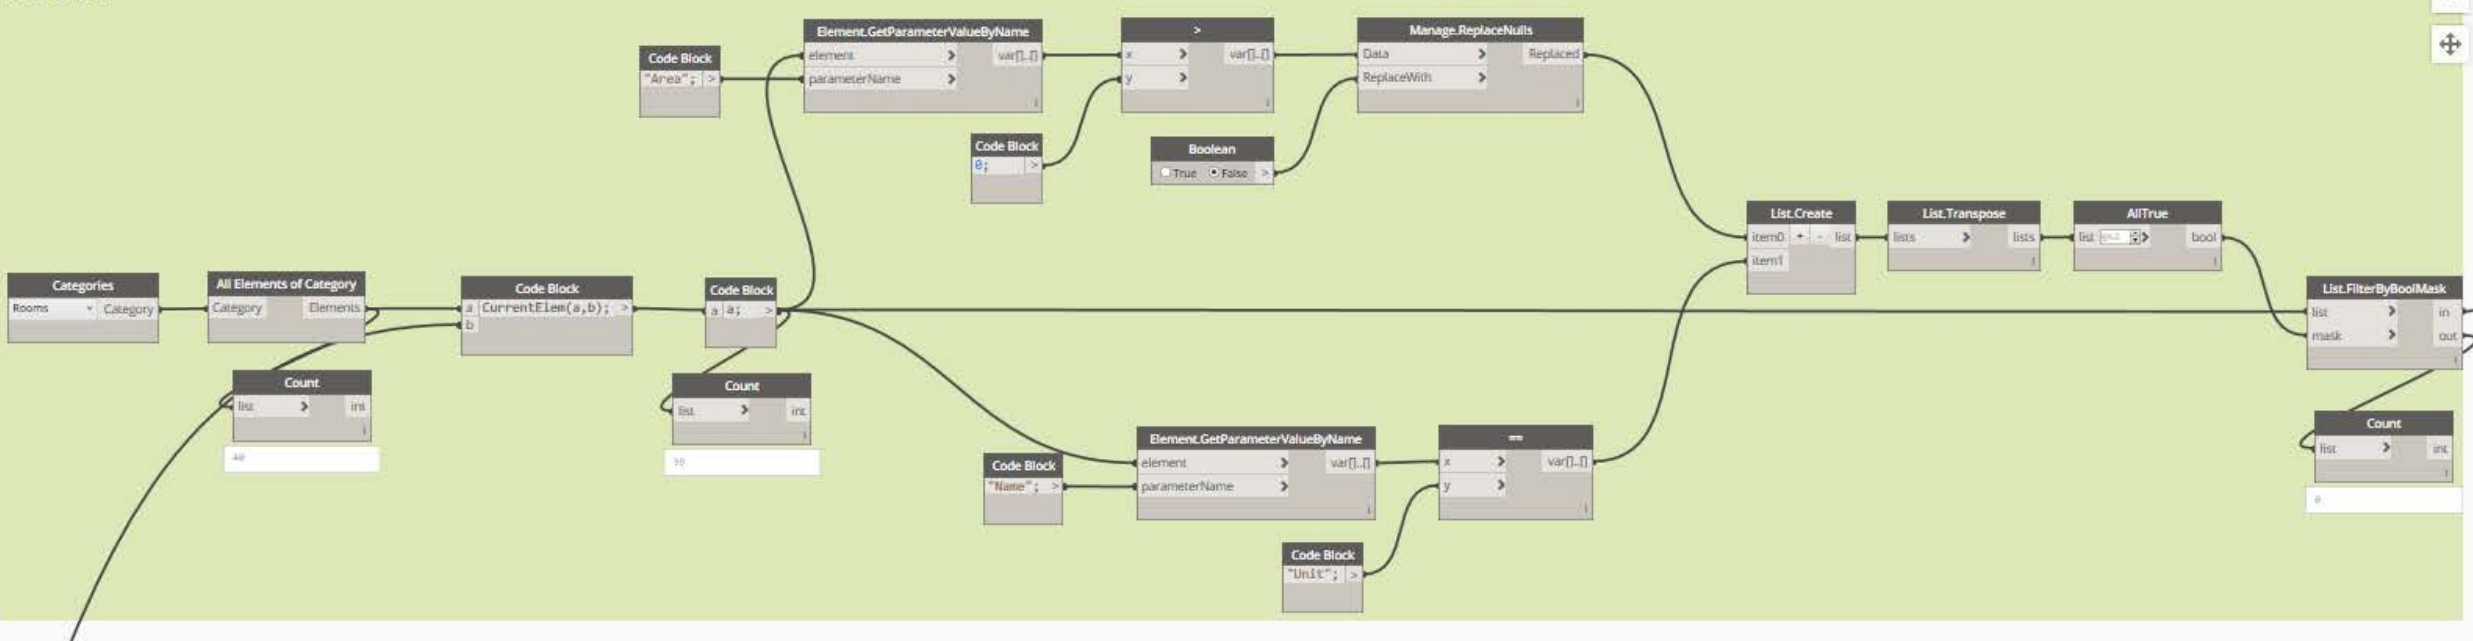 Element.GetParameterValueByName
element
var[]..[]
parameterName
Code Block
"Area"; >
>
x
var[]..[]
y
Code Block
0; >
Manage.ReplaceNulls
Data
Replaced
ReplaceWith
Boolean
True False >
List.Create
item0 + - list
item1
List.Transpose
lists lists
AllTrue
list
bool
Categories
Rooms Category
All Elements of Category
Category Elements
Code Block
a CurrentElem(a,b); >
b
Code Block
a a; >
List.FilterByBoolMask
list in
mask out
Count
list int
40
Count
list int
Count
list int
0
Code Block
"Name"; >
Element.GetParameterValueByName
element
var[]..[]
parameterName
==
x
var[]..[]
y
Code Block
"Unit"; >